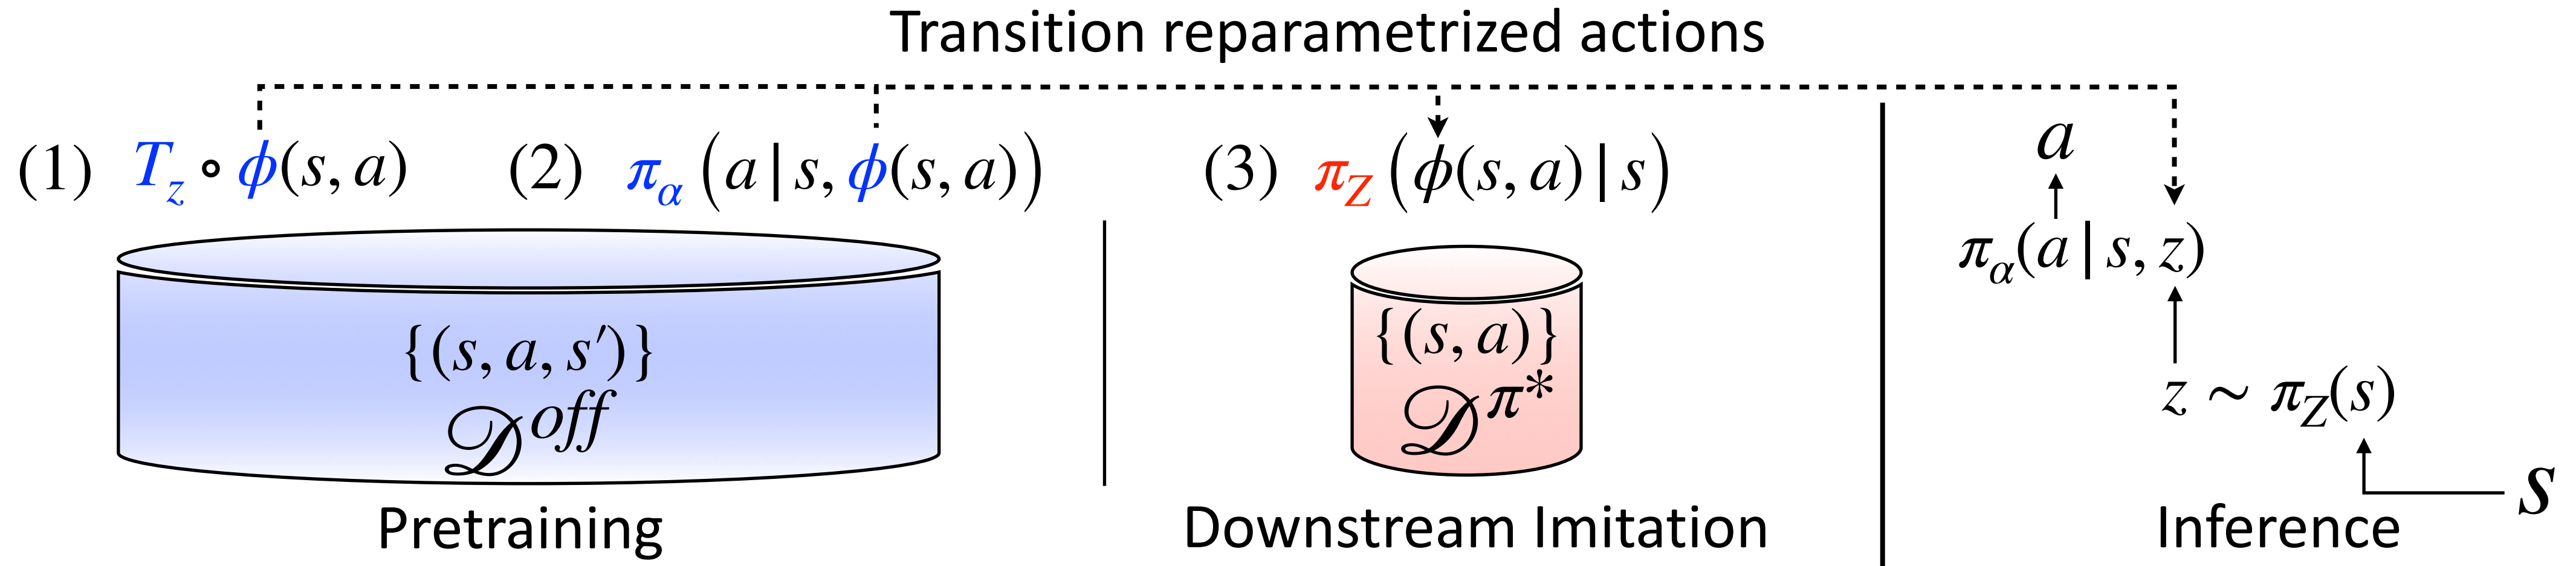 Transition reparametrized actions
(1) T_z ∘ ϕ(s, a)
(2) π_α (a | s, ϕ(s, a))
{(s, a, s′)}
𝒟^off
Pretraining
(3) π_Z (ϕ(s, a) | s)
{(s, a)}
𝒟^π*
Downstream Imitation
a
π_α(a | s, z)
z ∼ π_Z(s)
s
Inference